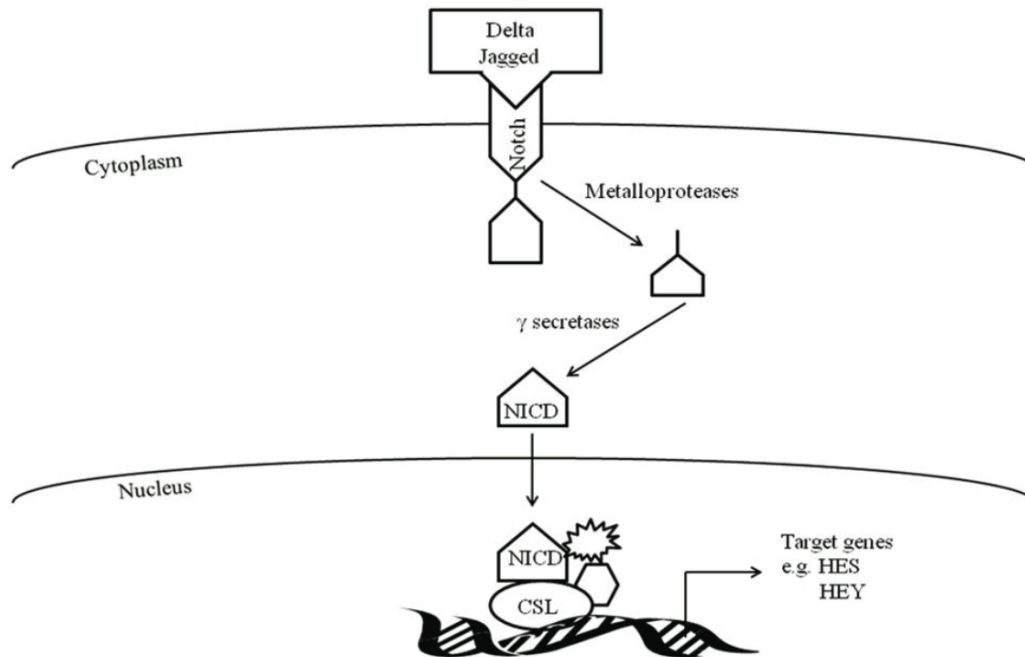 Delta
Jagged
Notch
Cytoplasm
Metalloproteases
γ secretases
NICD
Nucleus
NICD
CSL
Target genes
e.g. HES
HEY